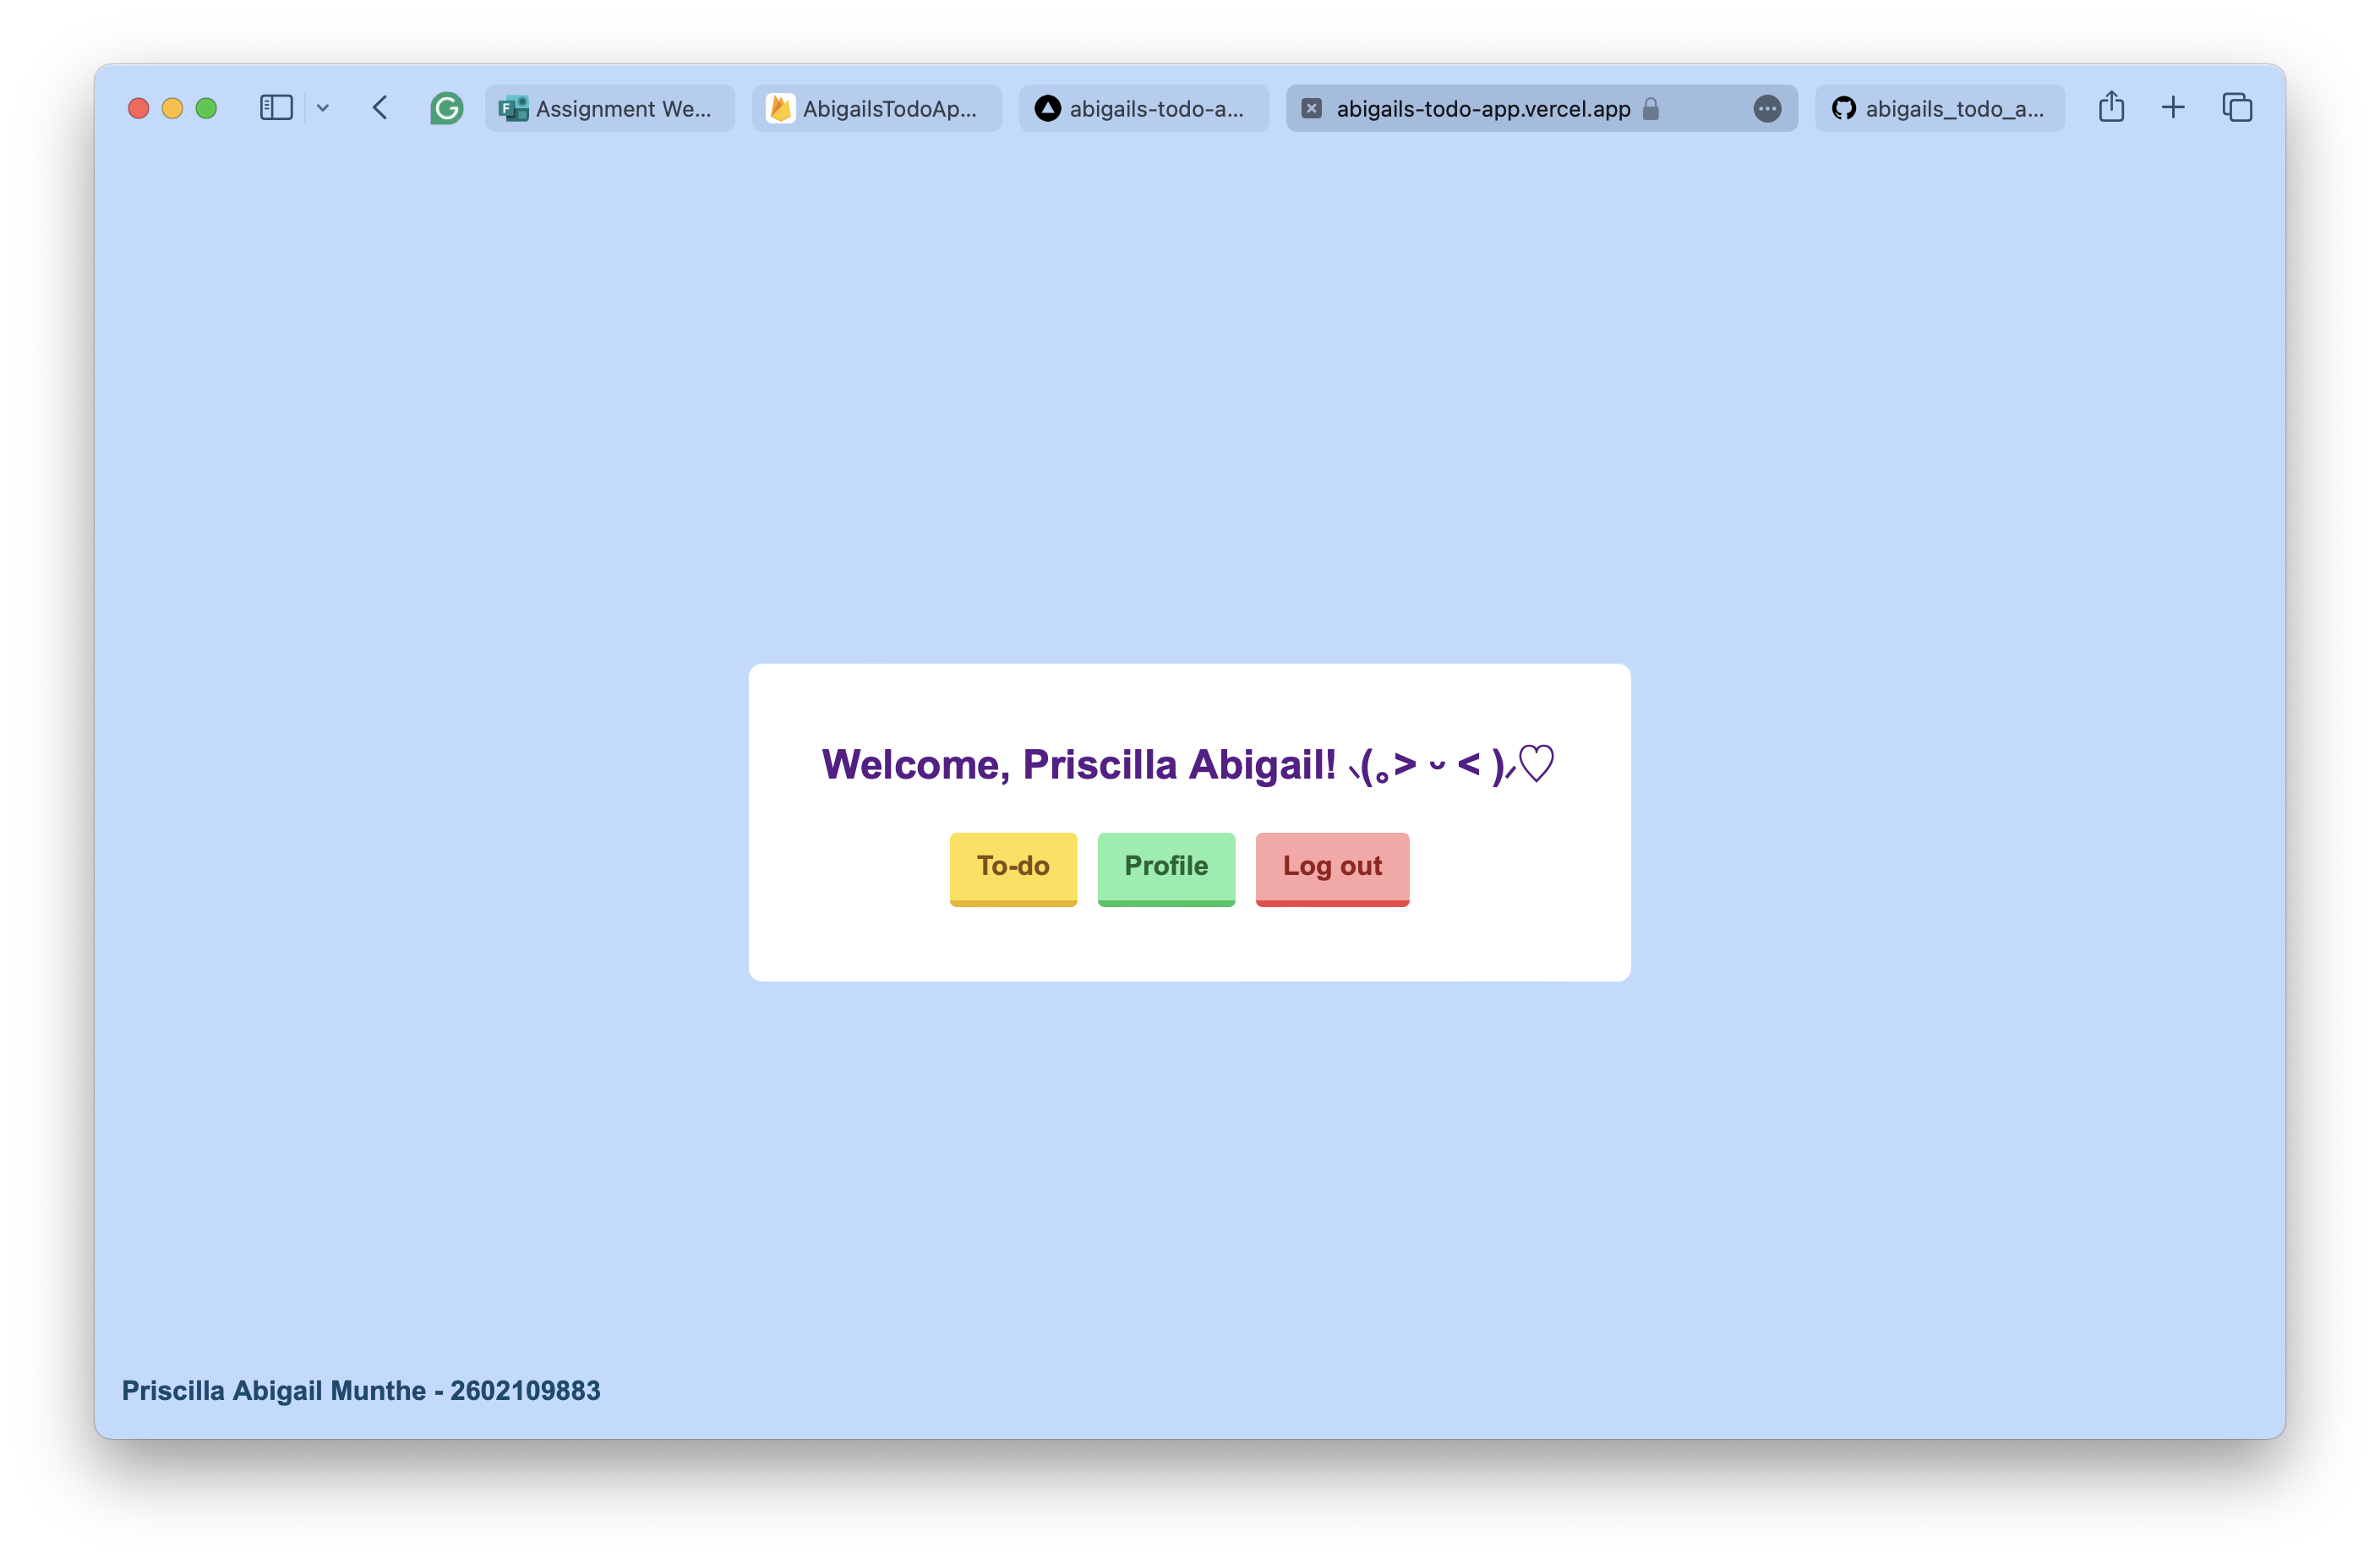 Assignment We... AbigailsTodoAp... abigails-todo-a... abigails-todo-app.vercel.app abigails_todo_a...
Welcome, Priscilla Abigail! ⸜(｡˃ ᵕ ˂ )⸝♡
To-do Profile Log out
Priscilla Abigail Munthe - 2602109883